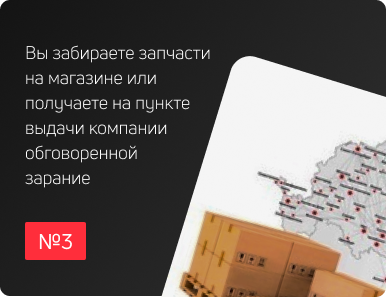 Вы забираете запчасти
на магазине или
получаете на пункте
выдачи компании
обговоренной
зарание
№3